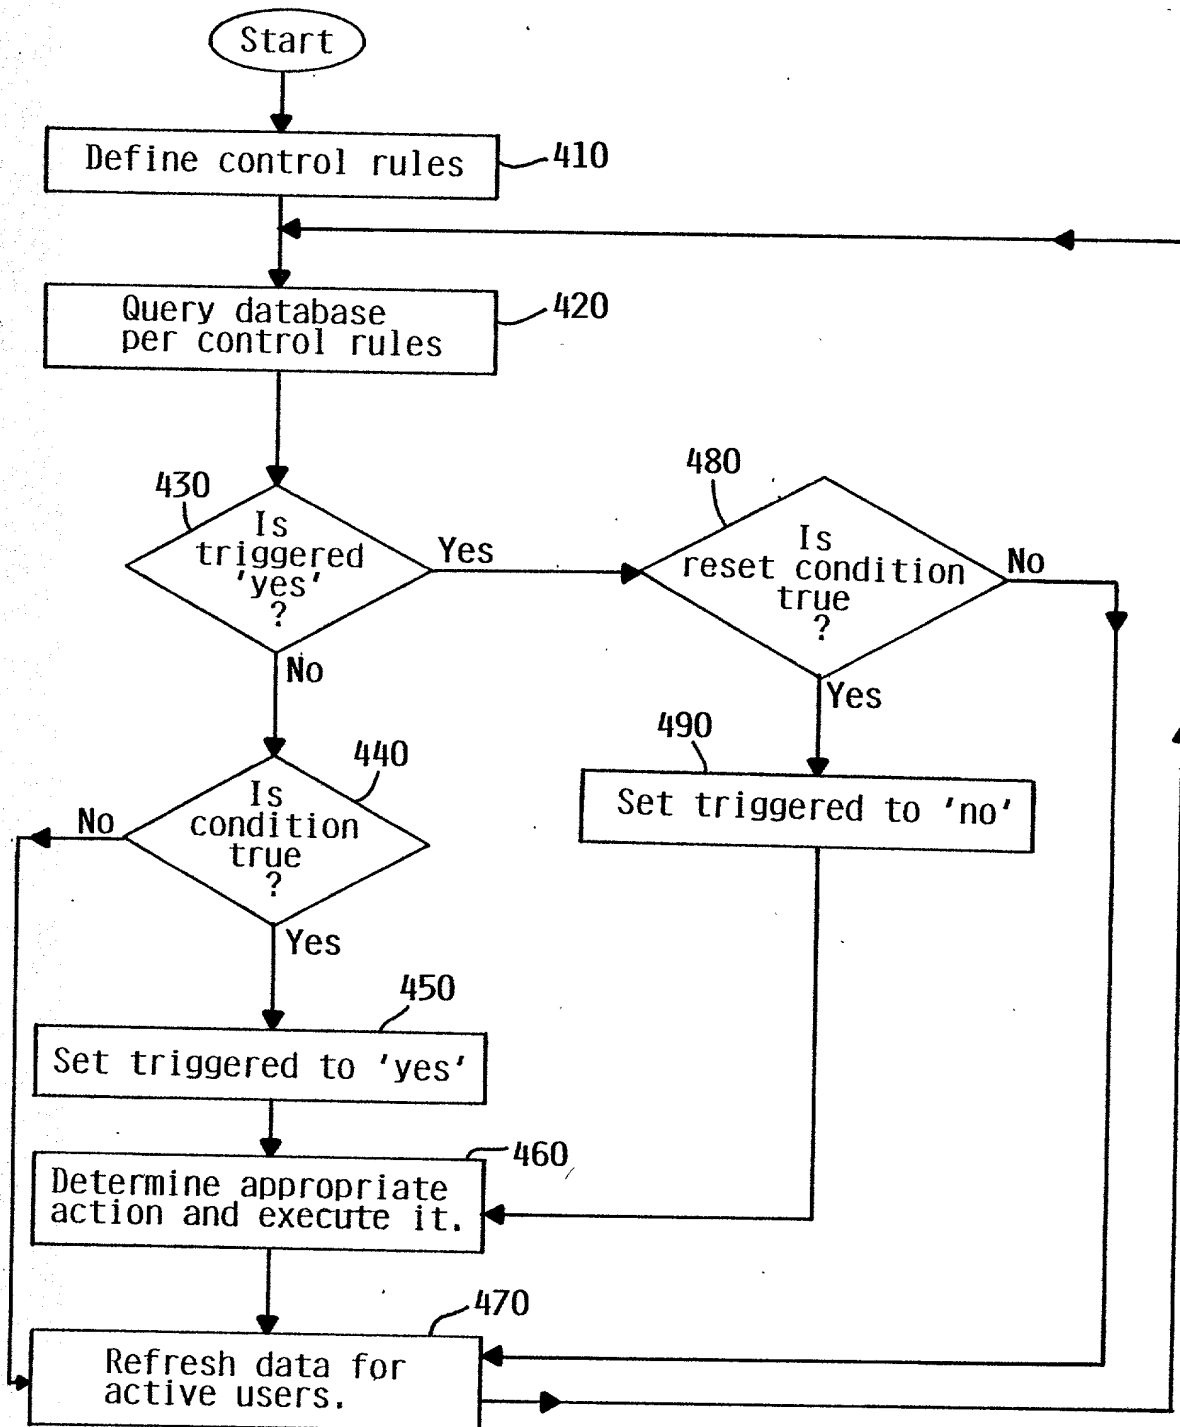 Start
Define control rules
410
Query database
per control rules
420
430
Is
triggered
'yes'
?
Yes
No
480
Is
reset condition
true
?
No
Yes
490
Set triggered to 'no'
440
Is
condition
true
?
No
Yes
450
Set triggered to 'yes'
460
Determine appropriate
action and execute it.
470
Refresh data for
active users.